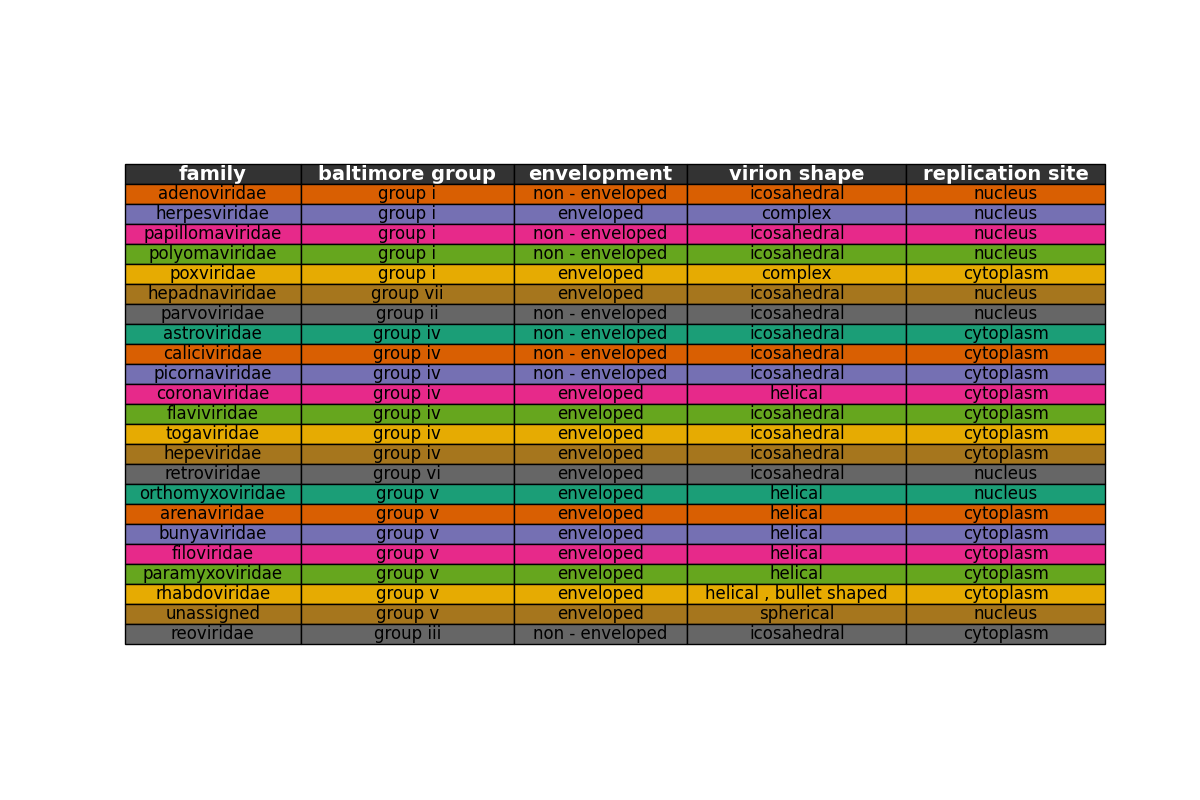 family baltimore group envelopment virion shape replication site
adenoviridae group i non - enveloped icosahedral nucleus
herpesviridae group i enveloped complex nucleus
papillomaviridae group i non - enveloped icosahedral nucleus
polyomaviridae group i non - enveloped icosahedral nucleus
poxviridae group i enveloped complex cytoplasm
hepadnaviridae group vii enveloped icosahedral nucleus
parvoviridae group ii non - enveloped icosahedral nucleus
astroviridae group iv non - enveloped icosahedral cytoplasm
caliciviridae group iv non - enveloped icosahedral cytoplasm
picornaviridae group iv non - enveloped icosahedral cytoplasm
coronaviridae group iv enveloped helical cytoplasm
flaviviridae group iv enveloped icosahedral cytoplasm
togaviridae group iv enveloped icosahedral cytoplasm
hepeviridae group iv enveloped icosahedral cytoplasm
retroviridae group vi enveloped icosahedral nucleus
orthomyxoviridae group v enveloped helical nucleus
arenaviridae group v enveloped helical cytoplasm
bunyaviridae group v enveloped helical cytoplasm
filoviridae group v enveloped helical cytoplasm
paramyxoviridae group v enveloped helical cytoplasm
rhabdoviridae group v enveloped helical , bullet shaped cytoplasm
unassigned group v enveloped spherical nucleus
reoviridae group iii non - enveloped icosahedral cytoplasm